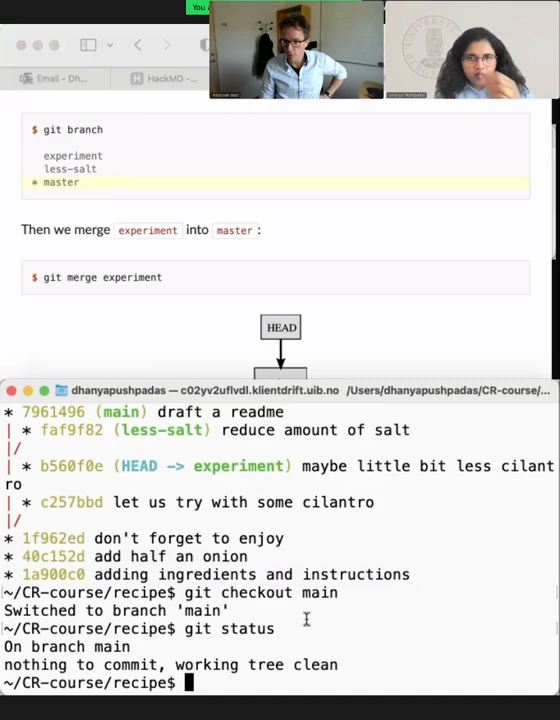 You a
Email - Dh...
HackMD -...
$ git branch
experiment
less-salt
* master
Then we merge experiment into master :
$ git merge experiment
HEAD
dhanyapushpadas — c02yv2uflvdl.klientdrift.uib.no /Users/dhanyapushpadas/CR-course/...
* 7961496 (main) draft a readme
| * faf9f82 (less-salt) reduce amount of salt
|/
| * b560f0e (HEAD -> experiment) maybe little bit less cilant
ro
| * c257bbd let us try with some cilantro
|/
* 1f962ed don't forget to enjoy
* 40c152d add half an onion
* 1a900c0 adding ingredients and instructions
~/CR-course/recipe$ git checkout main
Switched to branch 'main'
~/CR-course/recipe$ git status
On branch main
nothing to commit, working tree clean
~/CR-course/recipe$